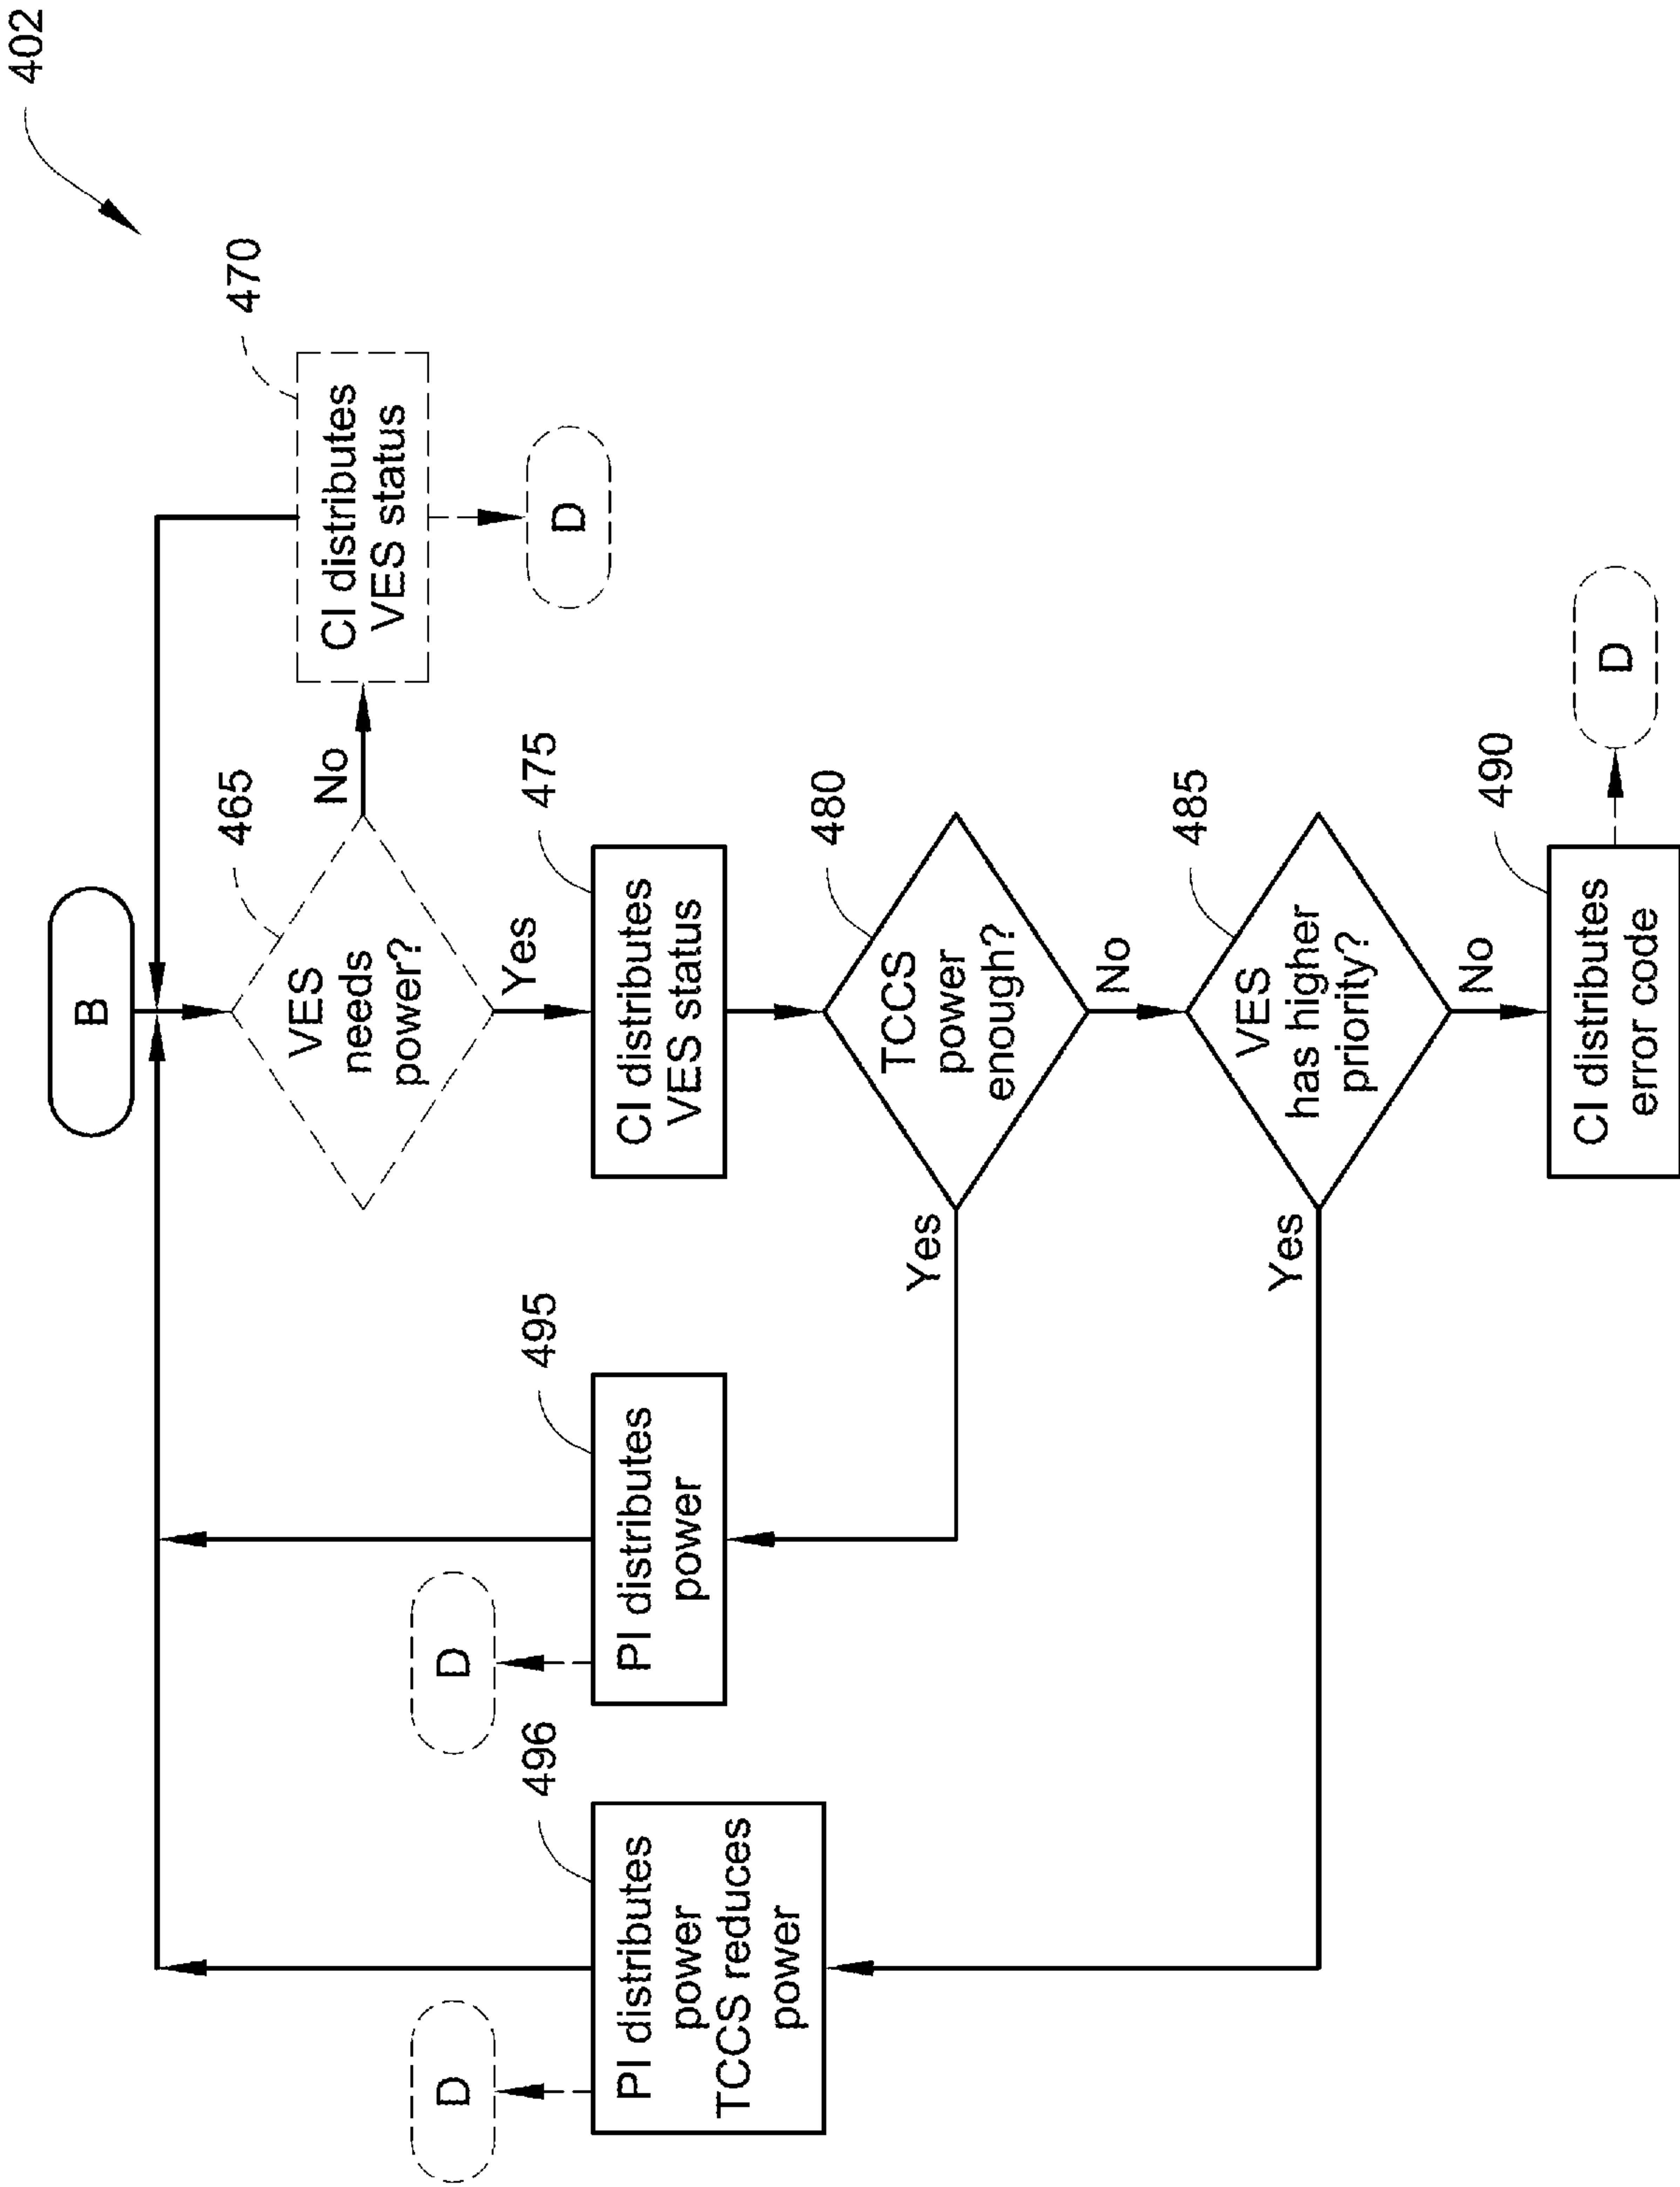 402
B
465
VES
needs
power?
No
470
CI distributes
VES status
D
Yes
475
CI distributes
VES status
480
TCCS
power
enough?
Yes
No
495
PI distributes
power
D
485
VES
has higher
priority?
Yes
No
496
PI distributes
power
TCCS reduces
power
D
490
CI distributes
error code
D